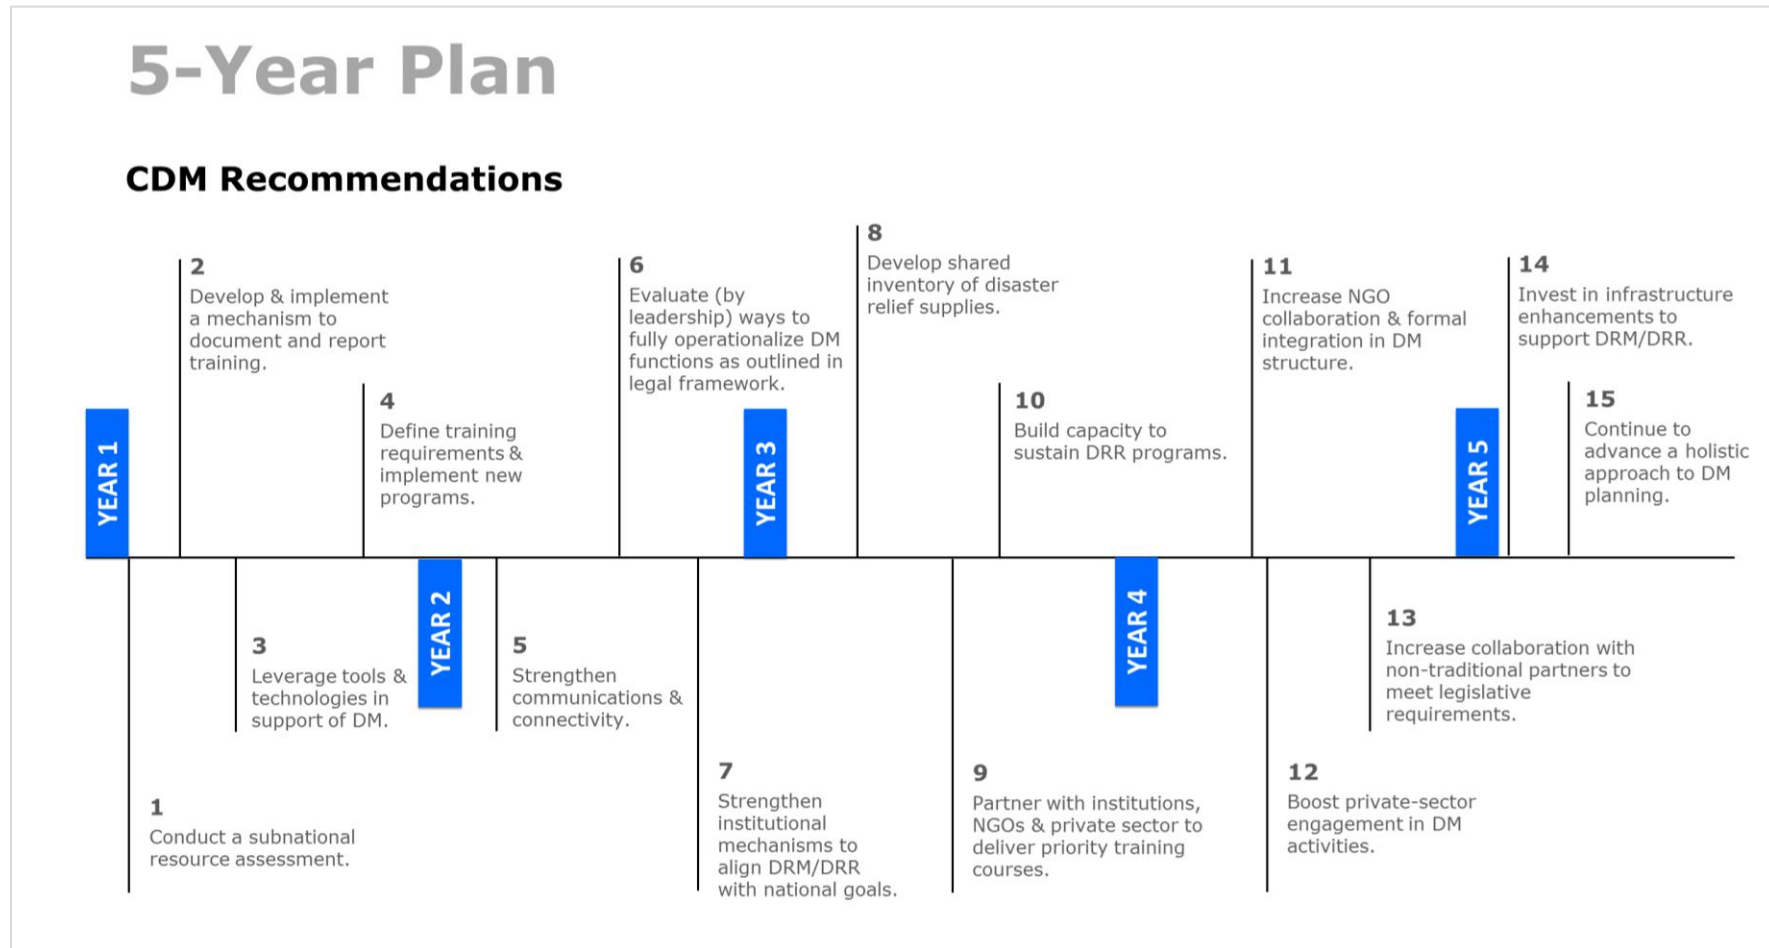 5-Year Plan
CDM Recommendations
YEAR 1
1
Conduct a subnational
resource assessment.
2
Develop & implement
a mechanism to
document and report
training.
3
Leverage tools &
technologies in
support of DM.
4
Define training
requirements &
implement new
programs.
YEAR 2
5
Strengthen
communications &
connectivity.
6
Evaluate (by
leadership) ways to
fully operationalize DM
functions as outlined in
legal framework.
7
Strengthen
institutional
mechanisms to
align DRM/DRR
with national goals.
YEAR 3
8
Develop shared
inventory of disaster
relief supplies.
9
Partner with institutions,
NGOs & private sector to
deliver priority training
courses.
10
Build capacity to
sustain DRR programs.
YEAR 4
11
Increase NGO
collaboration & formal
integration in DM
structure.
12
Boost private-sector
engagement in DM
activities.
13
Increase collaboration with
non-traditional partners to
meet legislative
requirements.
YEAR 5
14
Invest in infrastructure
enhancements to
support DRM/DRR.
15
Continue to
advance a holistic
approach to DM
planning.